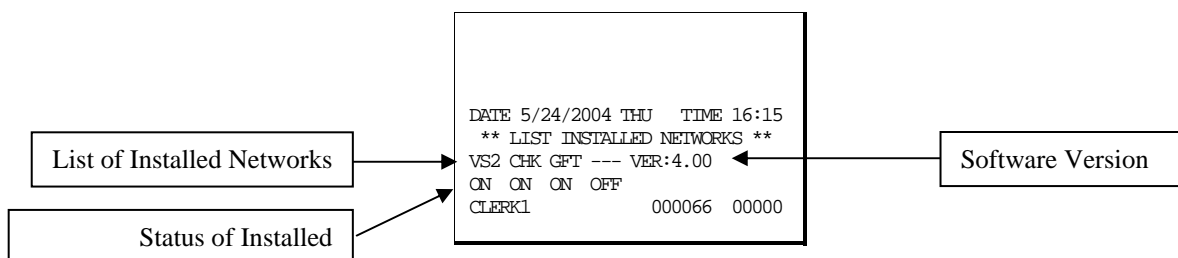 DATE 5/24/2004 THU TIME 16:15
** LIST INSTALLED NETWORKS **
List of Installed Networks
VS2 CHK GFT --- VER:4.00
Software Version
ON ON ON OFF
CLERK1 000066 00000
Status of Installed